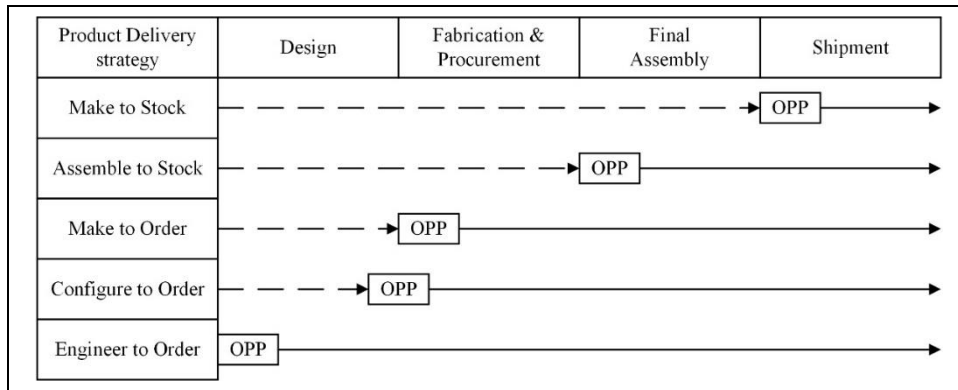 Product Delivery
strategy
Design
Fabrication &
Procurement
Final
Assembly
Shipment
Make to Stock
OPP
Assemble to Stock
OPP
Make to Order
OPP
Configure to Order
OPP
Engineer to Order
OPP